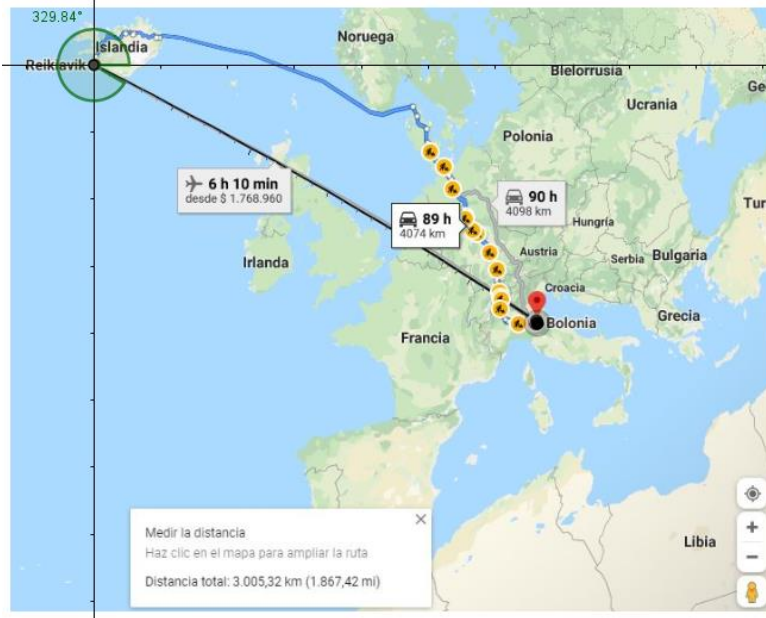 329.84°
Islandia
Noruega
Reikiavik
Bielorrusia
Ge
Ucrania
Polonia
6 h 10 min
desde $ 1.768.960
90 h
4098 km
89 h
4074 km
Tur
Hungría
Irlanda
Austria
Serbia
Bulgaria
Croacia
Bolonia
Grecia
Francia
Libia
Medir la distancia
Haz clic en el mapa para ampliar la ruta
Distancia total: 3.005,32 km (1.867,42 mi)